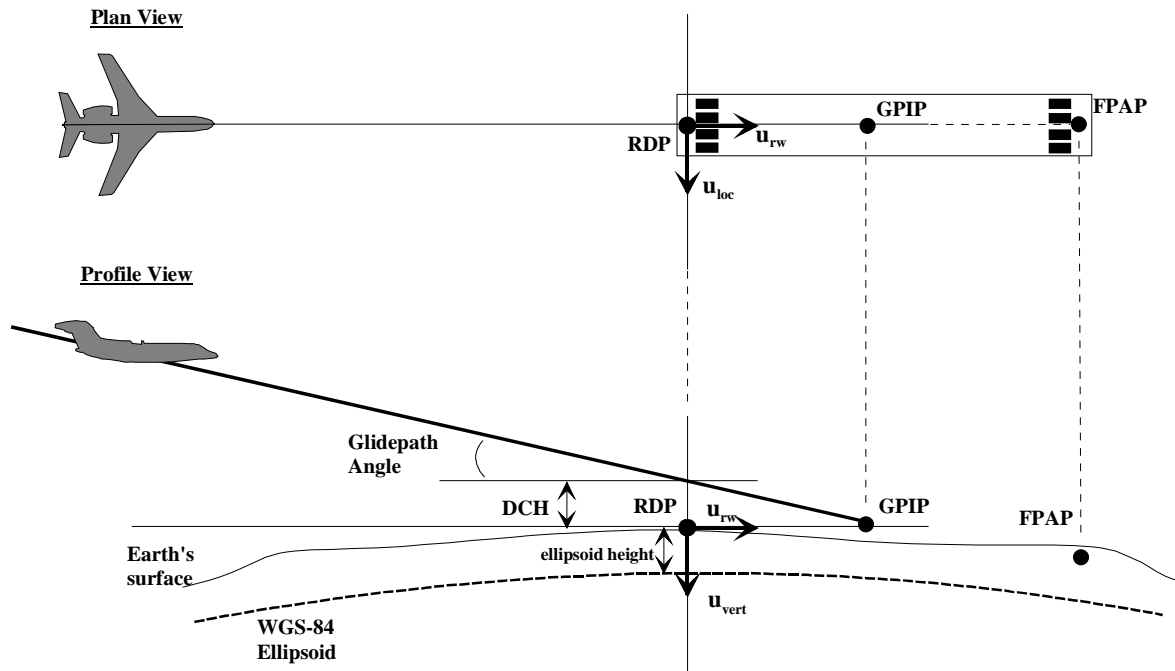 Plan View
GPIP
FPAP
RDP
u_rw
u_loc
Profile View
Glidepath
Angle
DCH
RDP
u_rw
GPIP
FPAP
Earth's
surface
ellipsoid height
u_vert
WGS-84
Ellipsoid